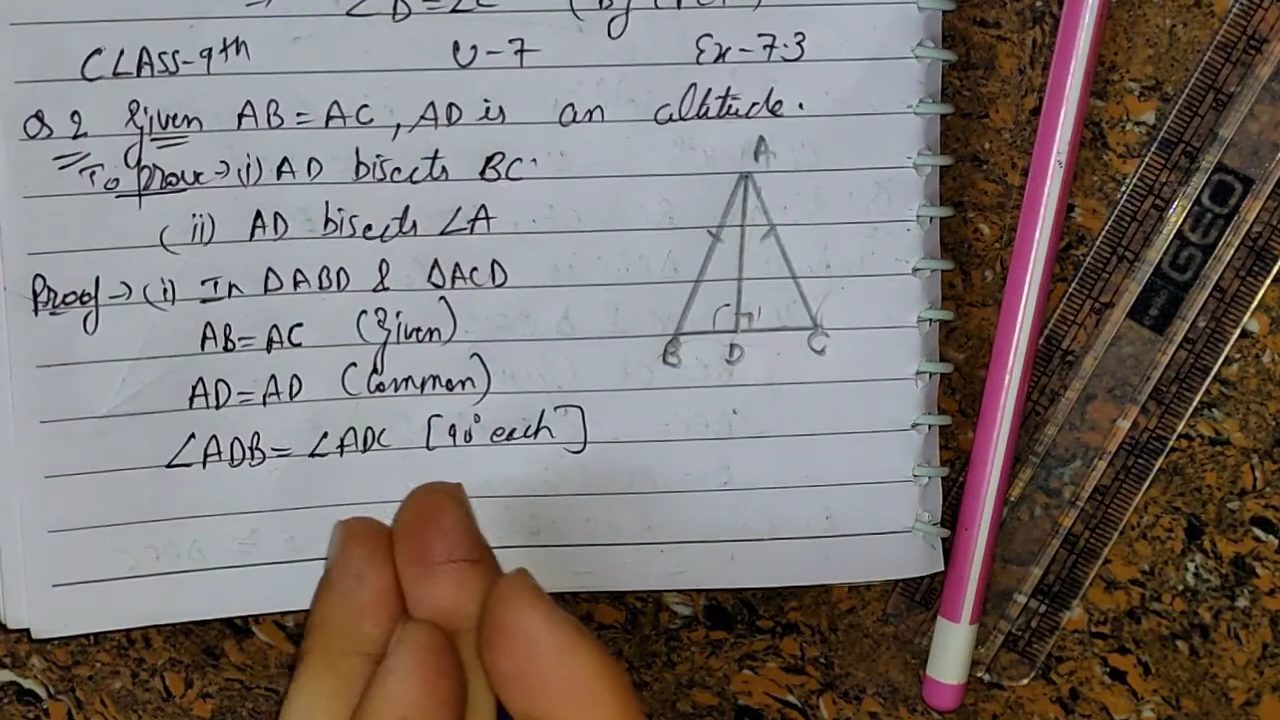 CLASS-9th U-7 Ex-7.3
Q 2 Given AB=AC, AD is an altitude.
To prove→(i) AD bisects BC.
(ii) AD bisects ∠A
Proof→(i) In ΔABD & ΔACD
AB=AC (Given)
AD=AD (Common)
∠ADB=∠ADC [90° each]
A
B D C
GEO